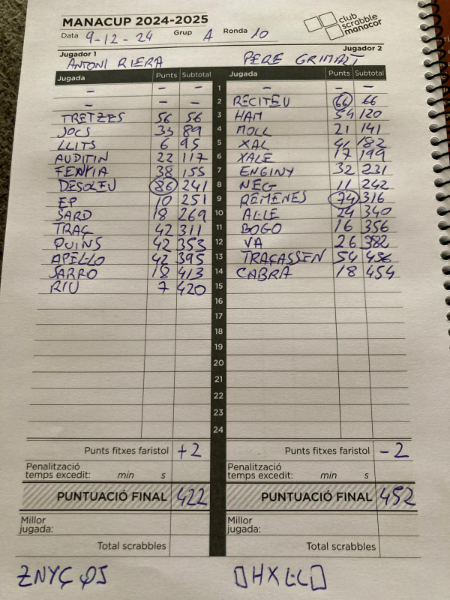 MANACUP 2024-2025
club scrabble manacor
Data 9-12-24 Grup A Ronda 10
Jugador 1 Jugador 2
ANTONI RIERA PERE GRIMALT
Jugada Punts Subtotal Jugada Punts Subtotal
– – – 1 – – –
– – – 2 RECITEU 66 66
TRETZES 56 56 3 HAM 54 120
JOCS 33 89 4 MOLL 21 141
LLITS 6 95 5 XAL 41 182
AUDITIN 22 117 6 XALE 17 199
38 155 7 ENGINY 32 231
DESOLEU 86 241 8 NEG 11 242
EP 10 251 9 REMENES 74 316
SARD 18 269 10 24 340
TRAÇ 42 311 11 BOGO 16 356
QUINS 42 353 12 VA 26 382
42 395 13 TRAÇASSEN 54 436
SARRO 18 413 14 CABRA 18 454
RIU 7 420 15
16
17
18
19
20
21
22
23
24
Punts fitxes faristol +2 Punts fitxes faristol -2
Penalització Penalització
temps excedit: min s temps excedit: min s
PUNTUACIÓ FINAL 422 PUNTUACIÓ FINAL 452
Millor Millor
jugada: jugada:
Total scrabbles Total scrabbles